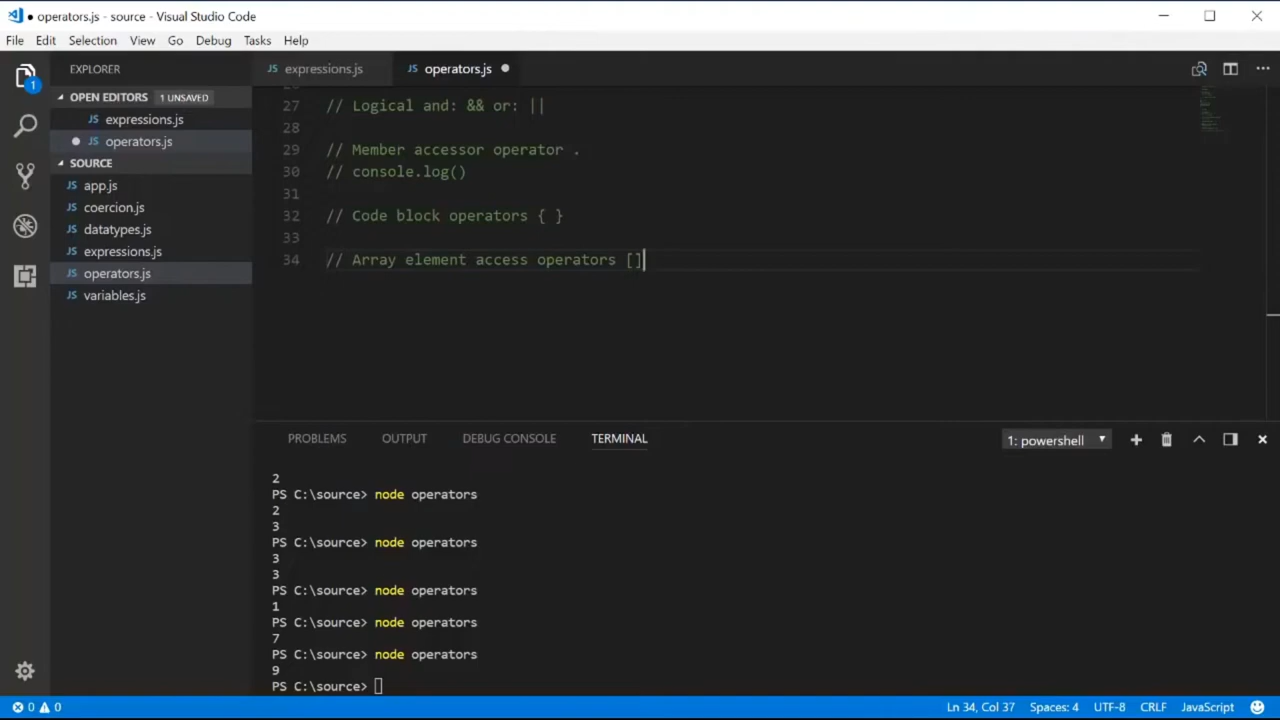 ● operators.js - source - Visual Studio Code
File Edit Selection View Go Debug Tasks Help
EXPLORER
OPEN EDITORS 1 UNSAVED
JS expressions.js
● JS operators.js
SOURCE
JS app.js
JS coercion.js
JS datatypes.js
JS expressions.js
JS operators.js
JS variables.js
1
JS expressions.js JS operators.js ●
27 // Logical and: && or: ||
28
29 // Member accessor operator .
30 // console.log()
31
32 // Code block operators { }
33
34 // Array element access operators []
PROBLEMS OUTPUT DEBUG CONSOLE TERMINAL 1: powershell
2
PS C:\source> node operators
2
3
PS C:\source> node operators
3
3
PS C:\source> node operators
1
PS C:\source> node operators
7
PS C:\source> node operators
9
PS C:\source>
0 0 Ln 34, Col 37 Spaces: 4 UTF-8 CRLF JavaScript